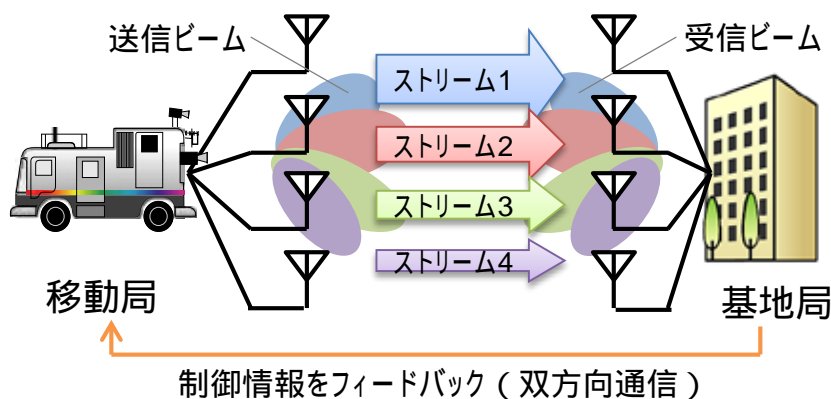 送信ビーム
受信ビーム
ストリーム1
ストリーム2
ストリーム3
ストリーム4
移動局
基地局
制御情報をフィードバック（双方向通信）